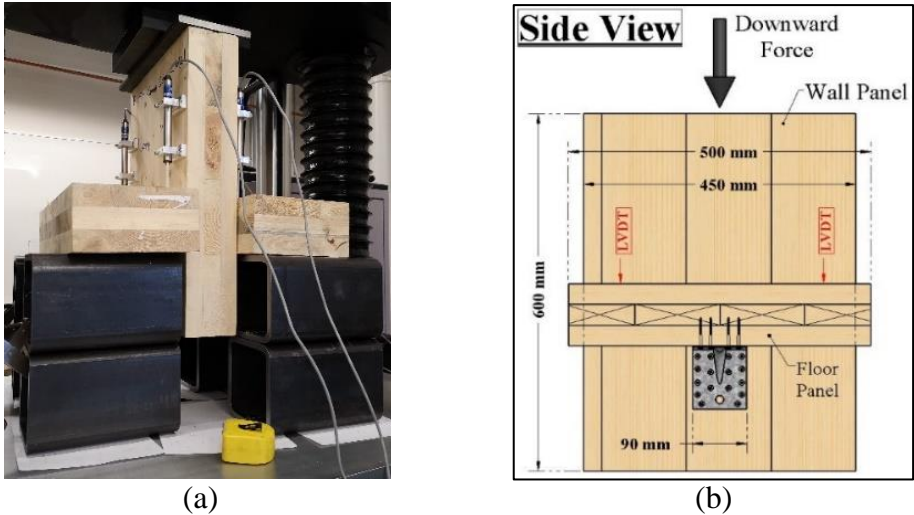 Side View
Downward
Force
Wall Panel
500 mm
450 mm
LVDT
LVDT
600 mm
Floor
Panel
90 mm
(a)
(b)